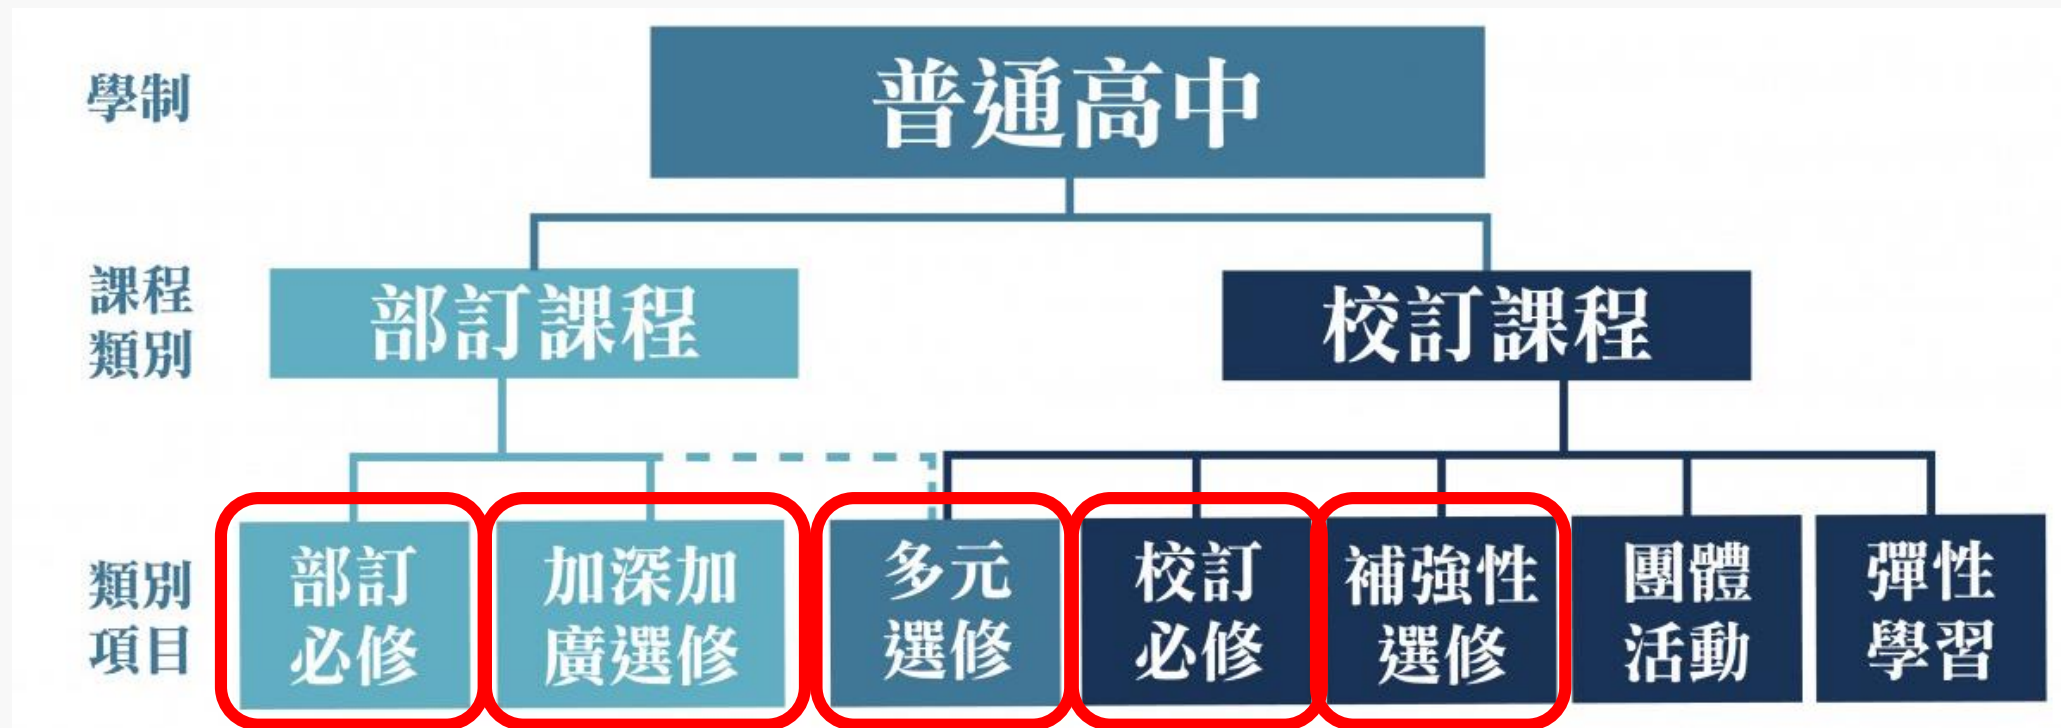 學制
普通高中
課程
類別
部訂課程
校訂課程
類別
項目
部訂
必修
加深加
廣選修
多元
選修
校訂
必修
補強性
選修
團體
活動
彈性
學習